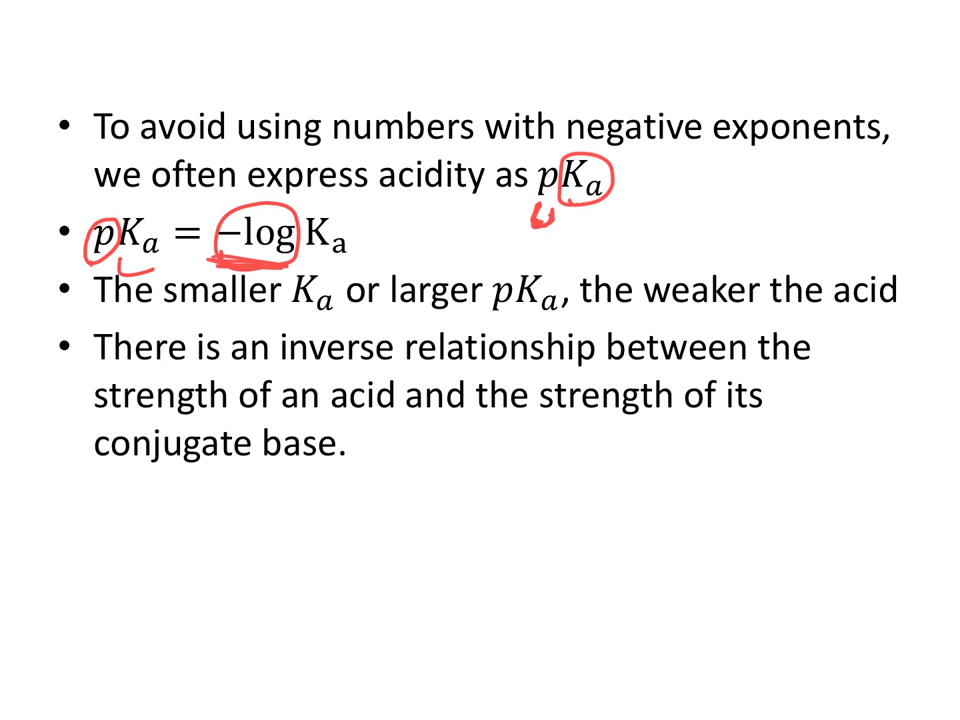 • To avoid using numbers with negative exponents,
we often express acidity as pKₐ
• pKₐ = −log Kₐ
• The smaller Kₐ or larger pKₐ, the weaker the acid
• There is an inverse relationship between the
strength of an acid and the strength of its
conjugate base.